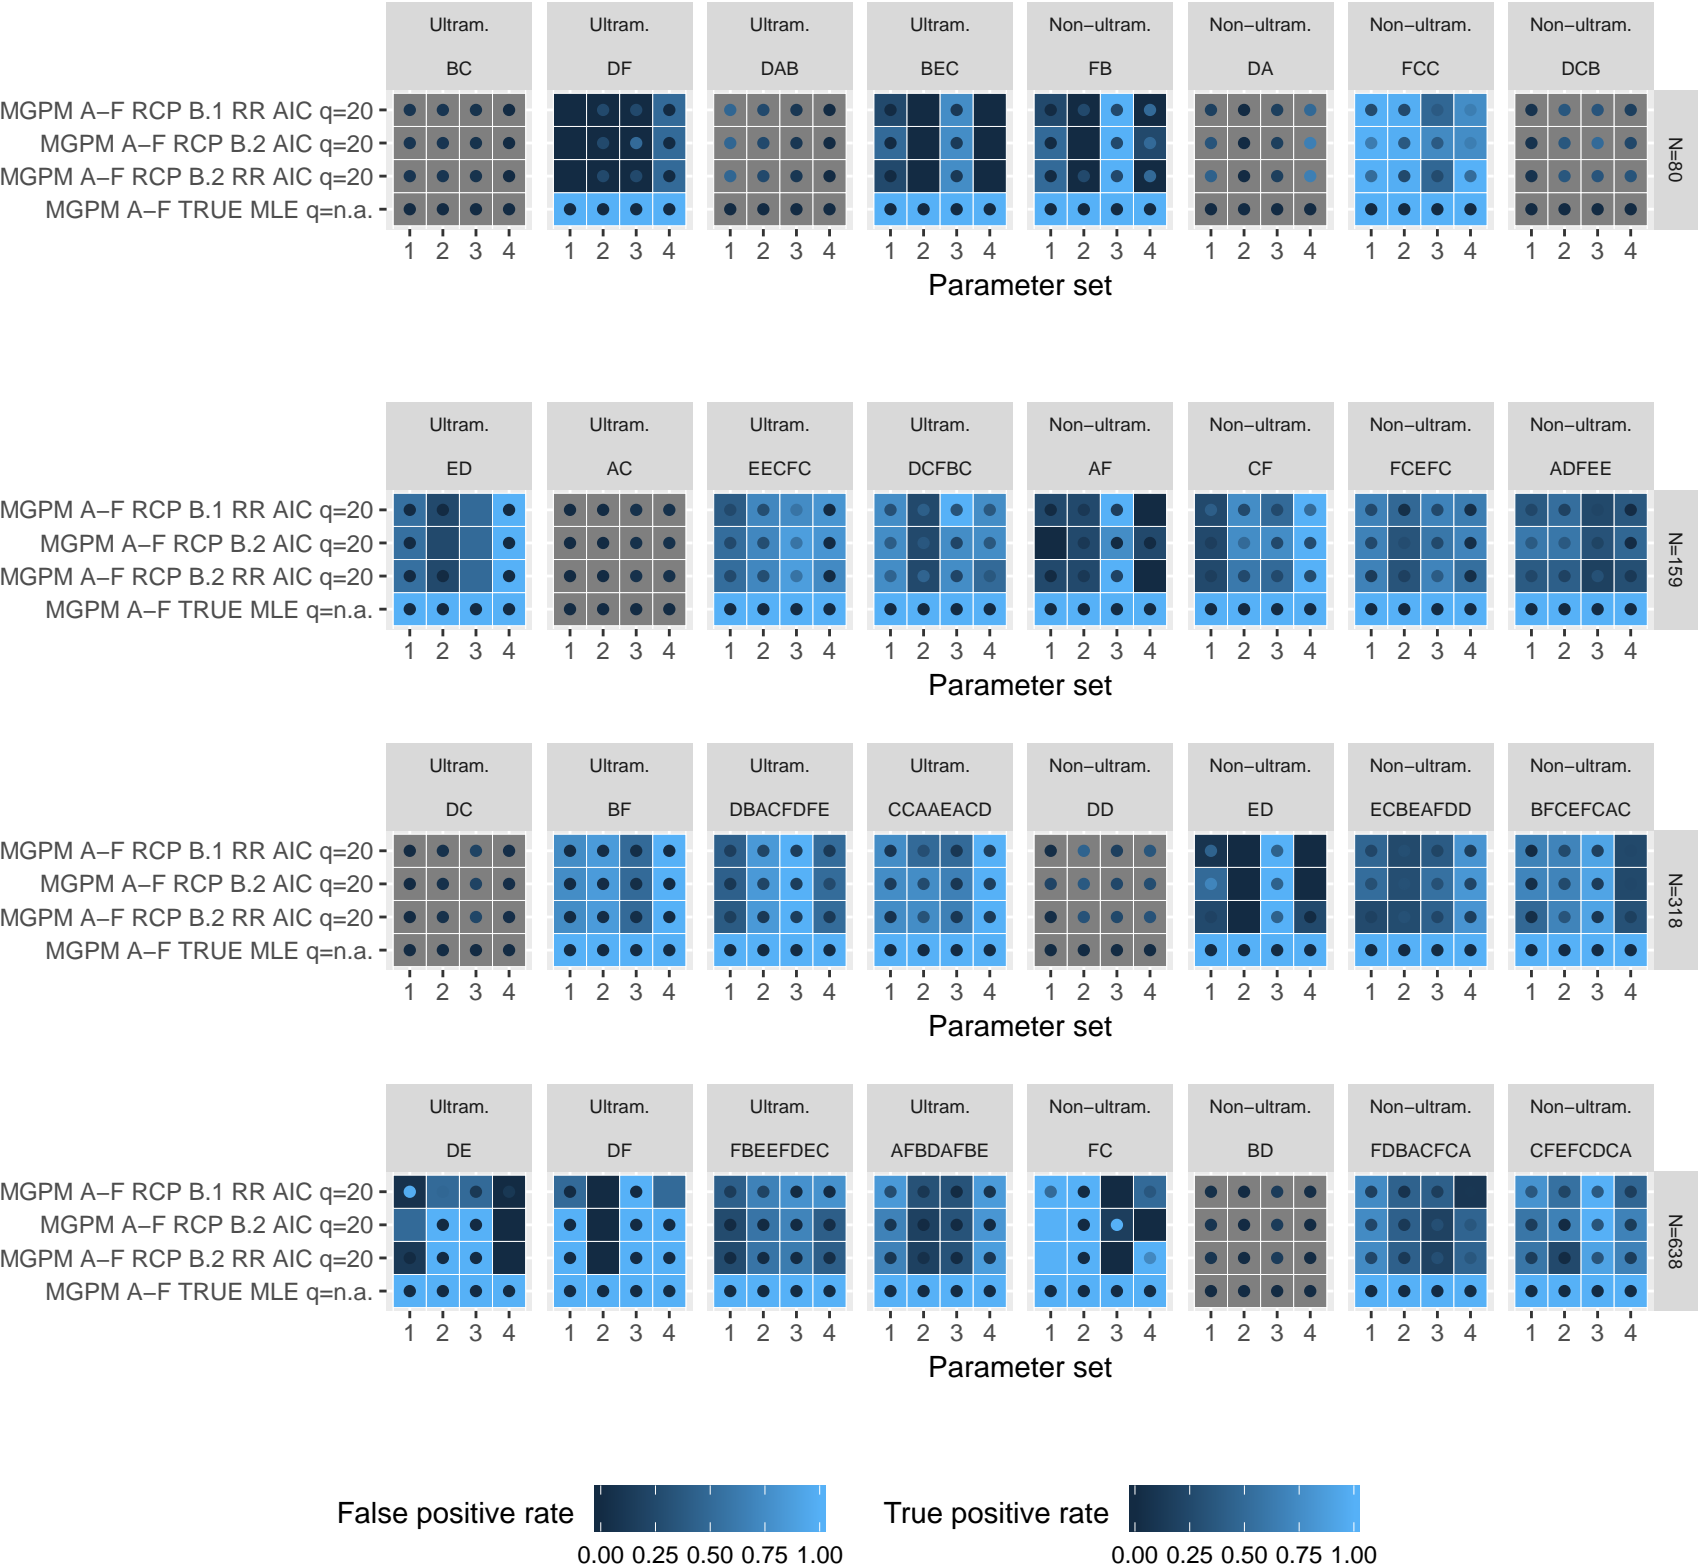 Ultram. Ultram. Ultram. Ultram. Non−ultram. Non−ultram. Non−ultram. Non−ultram.
BC DF DAB BEC FB DA FCC DCB
MGPM A−F RCP B.1 RR AIC q=20
MGPM A−F RCP B.2 AIC q=20
MGPM A−F RCP B.2 RR AIC q=20
MGPM A−F TRUE MLE q=n.a.
N=80
1 2 3 4 1 2 3 4 1 2 3 4 1 2 3 4 1 2 3 4 1 2 3 4 1 2 3 4 1 2 3 4
Parameter set
Ultram. Ultram. Ultram. Ultram. Non−ultram. Non−ultram. Non−ultram. Non−ultram.
ED AC EECFC DCFBC AF CF FCEFC ADFEE
MGPM A−F RCP B.1 RR AIC q=20
MGPM A−F RCP B.2 AIC q=20
MGPM A−F RCP B.2 RR AIC q=20
MGPM A−F TRUE MLE q=n.a.
N=159
1 2 3 4 1 2 3 4 1 2 3 4 1 2 3 4 1 2 3 4 1 2 3 4 1 2 3 4 1 2 3 4
Parameter set
Ultram. Ultram. Ultram. Ultram. Non−ultram. Non−ultram. Non−ultram. Non−ultram.
DC BF DBACFDFE CCAAEACD DD ED ECBEAFDD BFCEFCAC
MGPM A−F RCP B.1 RR AIC q=20
MGPM A−F RCP B.2 AIC q=20
MGPM A−F RCP B.2 RR AIC q=20
MGPM A−F TRUE MLE q=n.a.
N=318
1 2 3 4 1 2 3 4 1 2 3 4 1 2 3 4 1 2 3 4 1 2 3 4 1 2 3 4 1 2 3 4
Parameter set
Ultram. Ultram. Ultram. Ultram. Non−ultram. Non−ultram. Non−ultram. Non−ultram.
DE DF FBEEFDEC AFBDAFBE FC BD FDBACFCA CFEFCDCA
MGPM A−F RCP B.1 RR AIC q=20
MGPM A−F RCP B.2 AIC q=20
MGPM A−F RCP B.2 RR AIC q=20
MGPM A−F TRUE MLE q=n.a.
N=638
1 2 3 4 1 2 3 4 1 2 3 4 1 2 3 4 1 2 3 4 1 2 3 4 1 2 3 4 1 2 3 4
Parameter set
False positive rate
0.00 0.25 0.50 0.75 1.00
True positive rate
0.00 0.25 0.50 0.75 1.00